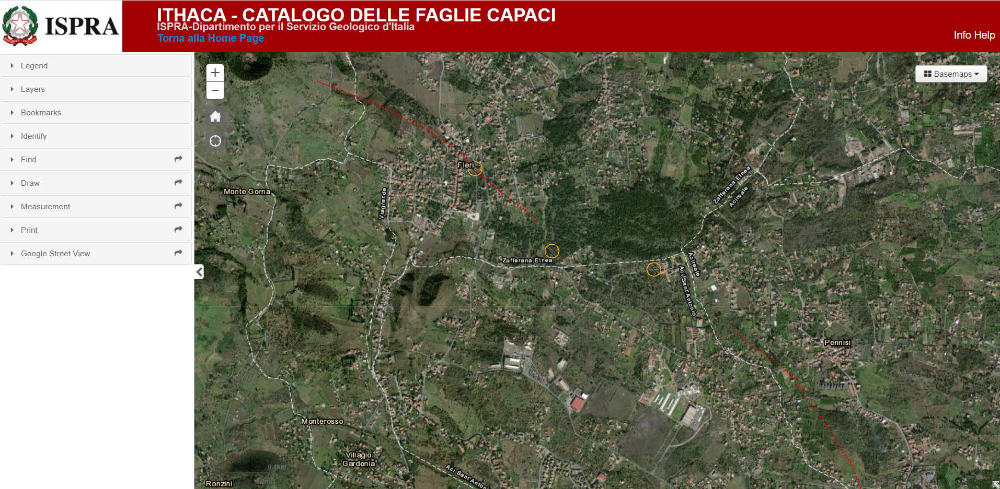 ISPRA
ITHACA - CATALOGO DELLE FAGLIE CAPACI
ISPRA-Dipartimento per il Servizio Geologico d'Italia
Torna alla Home Page
Info Help
Legend
Layers
Bookmarks
Identify
Find
Draw
Measurement
Print
Google Street View
+
−
Basemaps
Fleri
Monte Gorna
Viagrande
Zafferana Etnea
Acireale
Zafferana Etnea
Acireale
Aci Sant'Antonio
Pennisi
Monterosso
Villagio
Gardenia
Aci Sant'Antoni
Ronzini
0.4km
0.2mi